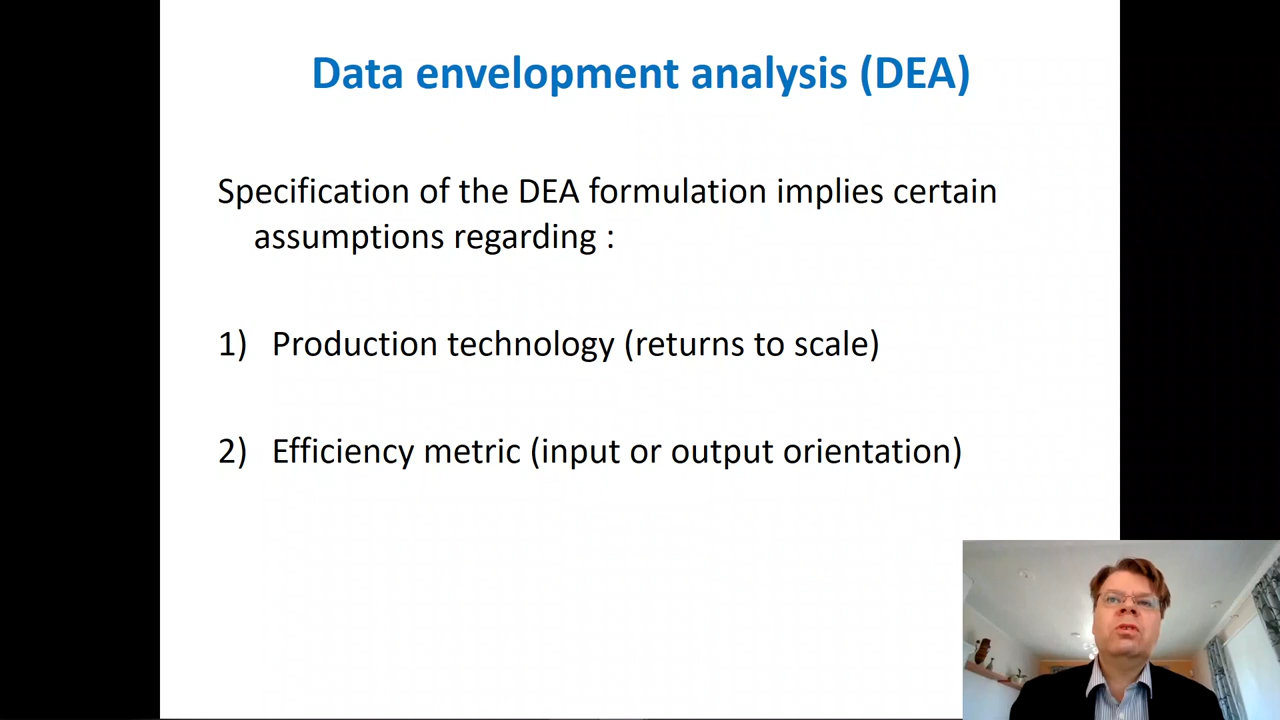 Data envelopment analysis (DEA)
Specification of the DEA formulation implies certain
assumptions regarding :
1) Production technology (returns to scale)
2) Efficiency metric (input or output orientation)